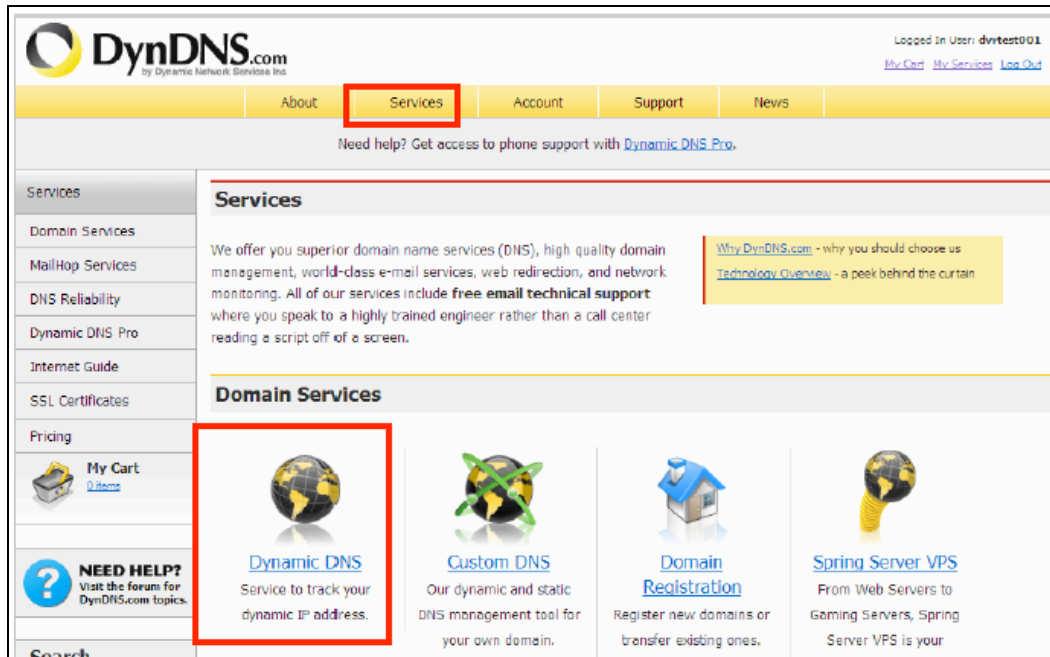 DynDNS.com
by Dynamic Network Services Inc.
Logged In User: dvrtest001
My Cart My Services Log Out
About Services Account Support News
Need help? Get access to phone support with Dynamic DNS Pro.
Services
Domain Services
MailHop Services
DNS Reliability
Dynamic DNS Pro
Internet Guide
SSL Certificates
Pricing
My Cart
0 items
NEED HELP?
Visit the forum for
DynDNS.com topics.
Search
Services
We offer you superior domain name services (DNS), high quality domain
management, world-class e-mail services, web redirection, and network
monitoring. All of our services include free email technical support
where you speak to a highly trained engineer rather than a call center
reading a script off of a screen.
Why DynDNS.com - why you should choose us
Technology Overview - a peek behind the curtain
Domain Services
Dynamic DNS
Service to track your
dynamic IP address.
Custom DNS
Our dynamic and static
DNS management tool for
your own domain.
Domain
Registration
Register new domains or
transfer existing ones.
Spring Server VPS
From Web Servers to
Gaming Servers, Spring
Server VPS is your